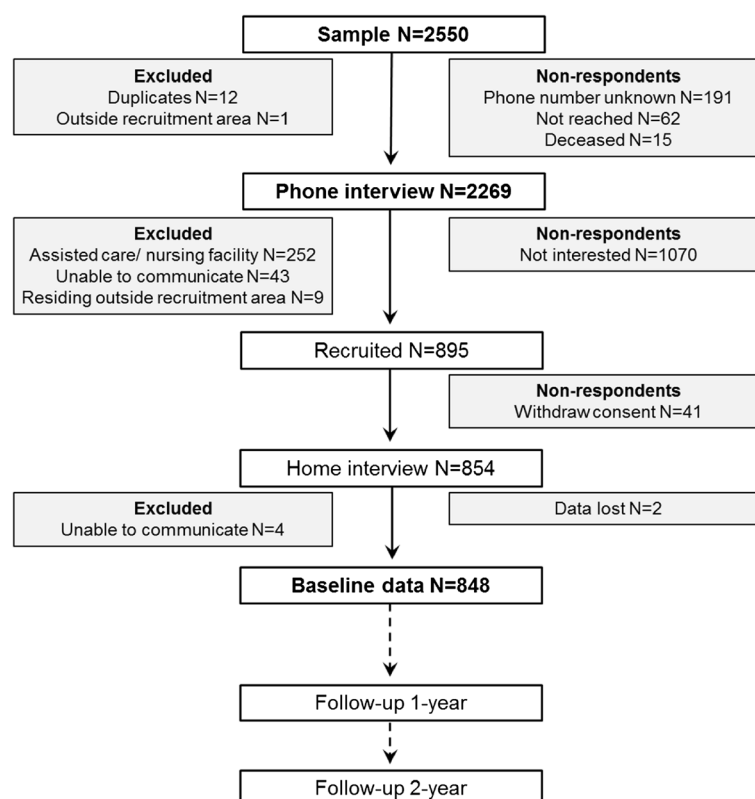 Sample N=2550
Excluded
Duplicates N=12
Outside recruitment area N=1
Non-respondents
Phone number unknown N=191
Not reached N=62
Deceased N=15
Phone interview N=2269
Excluded
Assisted care/ nursing facility N=252
Unable to communicate N=43
Residing outside recruitment area N=9
Non-respondents
Not interested N=1070
Recruited N=895
Non-respondents
Withdraw consent N=41
Home interview N=854
Excluded
Unable to communicate N=4
Data lost N=2
Baseline data N=848
Follow-up 1-year
Follow-up 2-year